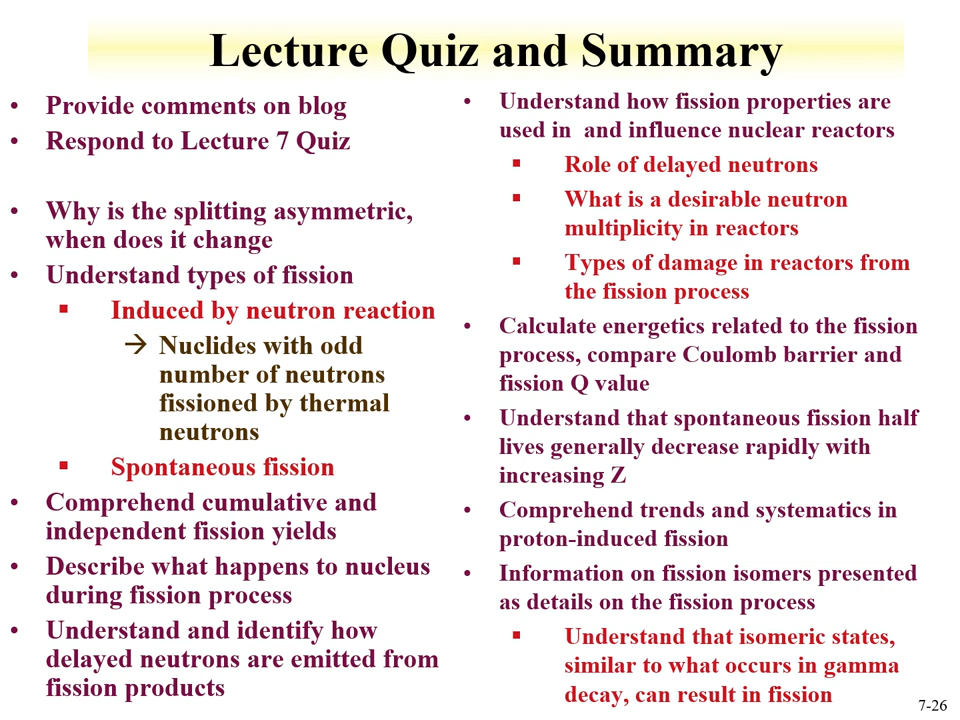 Lecture Quiz and Summary
• Provide comments on blog
• Respond to Lecture 7 Quiz
• Why is the splitting asymmetric,
when does it change
• Understand types of fission
▪ Induced by neutron reaction
→ Nuclides with odd
number of neutrons
fissioned by thermal
neutrons
▪ Spontaneous fission
• Comprehend cumulative and
independent fission yields
• Describe what happens to nucleus
during fission process
• Understand and identify how
delayed neutrons are emitted from
fission products
• Understand how fission properties are
used in  and influence nuclear reactors
▪ Role of delayed neutrons
▪ What is a desirable neutron
multiplicity in reactors
▪ Types of damage in reactors from
the fission process
• Calculate energetics related to the fission
process, compare Coulomb barrier and
fission Q value
• Understand that spontaneous fission half
lives generally decrease rapidly with
increasing Z
• Comprehend trends and systematics in
proton-induced fission
• Information on fission isomers presented
as details on the fission process
▪ Understand that isomeric states,
similar to what occurs in gamma
decay, can result in fission
7-26